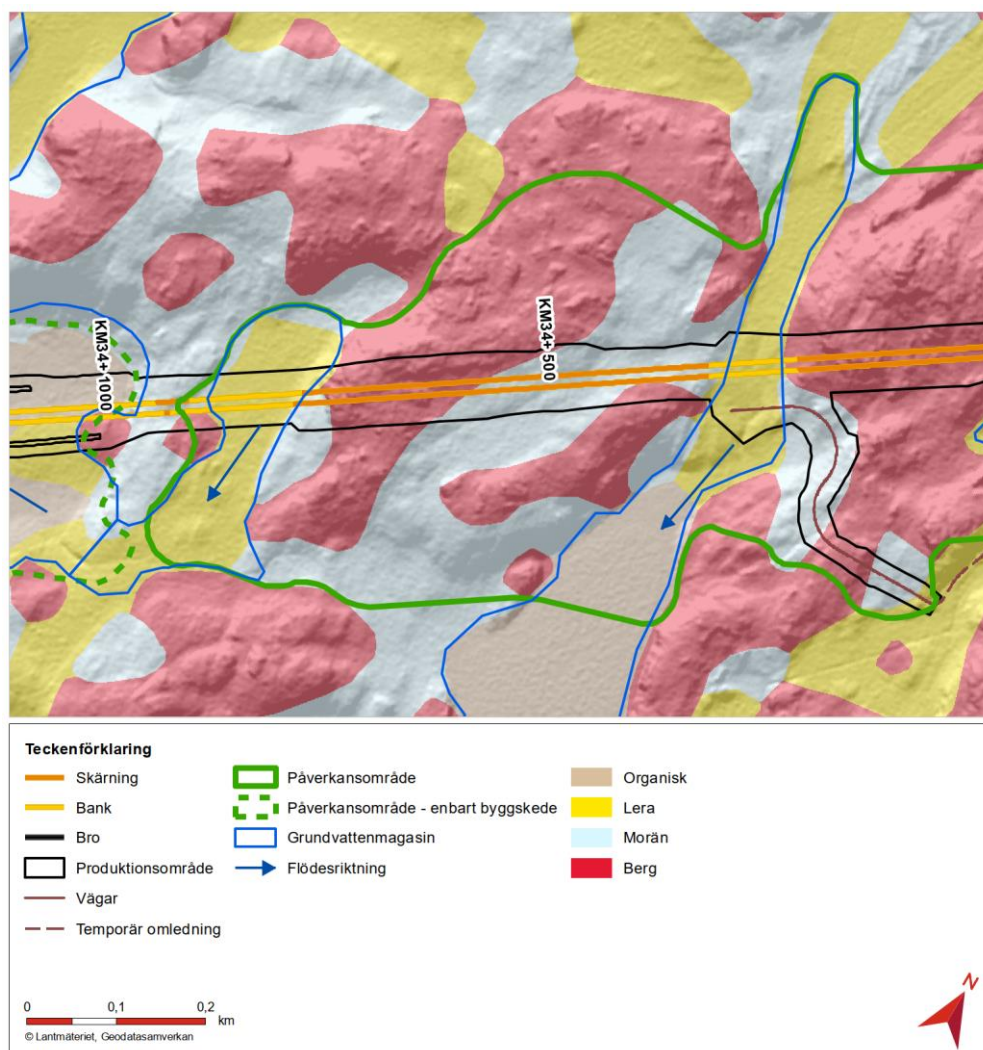 KM34+ 1000
KM34+ 500
Teckenförklaring
Skärning
Bank
Bro
Produktionsområde
Vägar
Temporär omledning
Påverkansområde
Påverkansområde - enbart byggskede
Grundvattenmagasin
Flödesriktning
Organisk
Lera
Morän
Berg
0 0,1 0,2
km
© Lantmäteriet, Geodatasamverkan
N